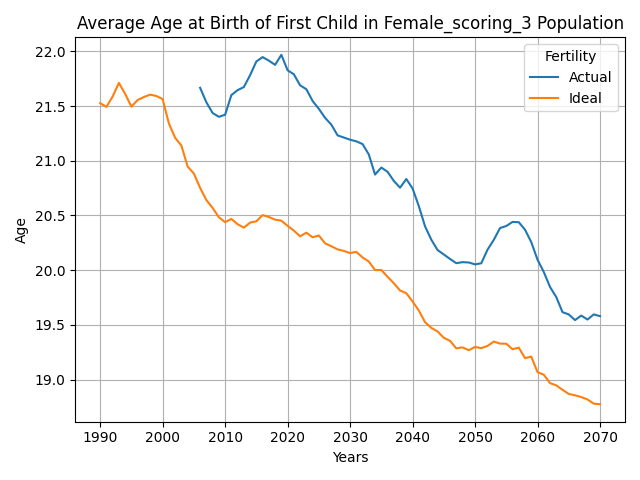 Average Age at Birth of First Child in Female_scoring_3 Population
Fertility
Actual
Ideal
22.0
21.5
21.0
20.5
20.0
19.5
19.0
Age
1990 2000 2010 2020 2030 2040 2050 2060 2070
Years